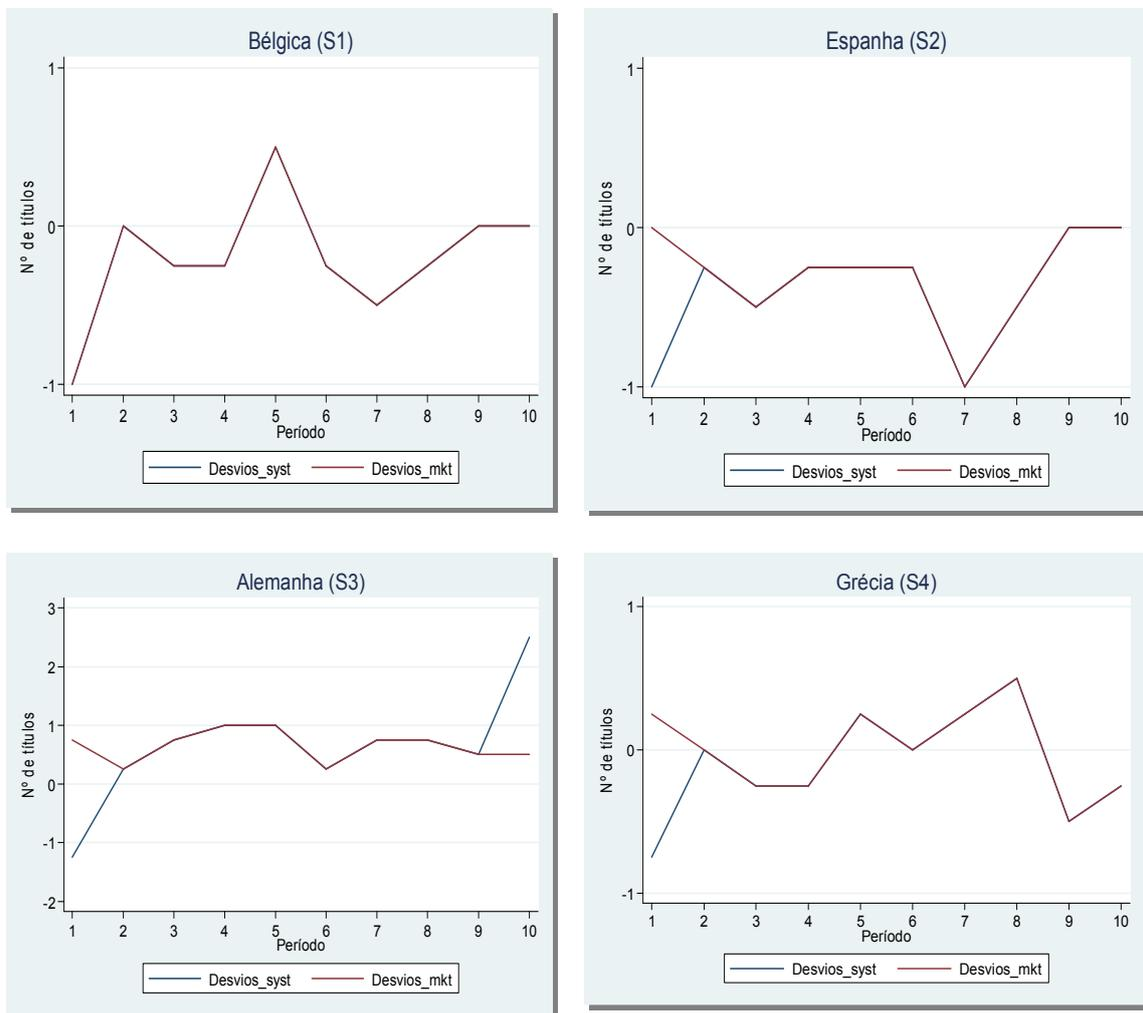 Bélgica (S1)
1
0
-1
Nº de títulos
1 2 3 4 5 6 7 8 9 10
Período
Desvios_syst Desvios_mkt
Espanha (S2)
1
0
-1
Nº de títulos
1 2 3 4 5 6 7 8 9 10
Período
Desvios_syst Desvios_mkt
Alemanha (S3)
3
2
1
0
-1
-2
Nº de títulos
1 2 3 4 5 6 7 8 9 10
Período
Desvios_syst Desvios_mkt
Grécia (S4)
1
0
-1
Nº de títulos
1 2 3 4 5 6 7 8 9 10
Período
Desvios_syst Desvios_mkt